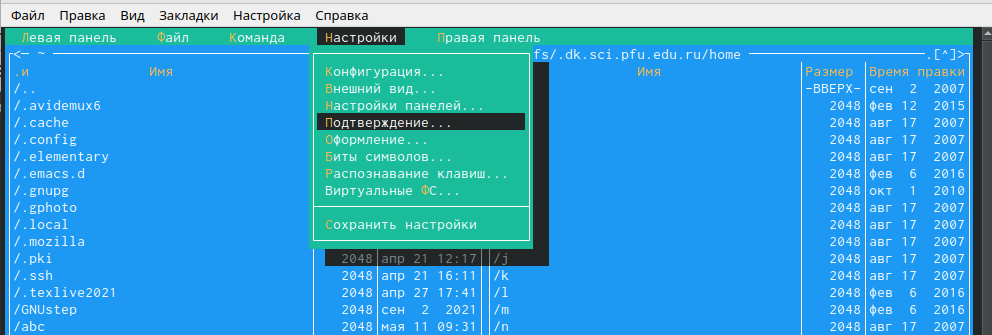 Файл Правка Вид Закладки Настройка Справка
Левая панель Файл Команда Настройки Правая панель
<— ~ fs/.dk.sci.pfu.edu.ru/home .[^]>
.и Имя Конфигурация... Имя Размер Время правки
/.. Внешний вид... -ВВЕРХ- сен 2 2007
/.avidemux6 Настройки панелей... 2048 фев 12 2015
/.cache Подтверждение... 2048 авг 17 2007
/.config Оформление... 2048 авг 17 2007
/.elementary Биты символов... 2048 авг 17 2007
/.emacs.d Распознавание клавиш... 2048 фев 6 2016
/.gnupg Виртуальные ФС... 2048 окт 1 2010
/.gphoto 2048 авг 17 2007
/.local Сохранить настройки 2048 авг 17 2007
/.mozilla 2048 авг 17 2007
/.pki 2048 апр 21 12:17 /j 2048 авг 17 2007
/.ssh 2048 апр 21 16:11 /k 2048 авг 17 2007
/.texlive2021 2048 апр 27 17:41 /l 2048 фев 6 2016
/GNUstep 2048 сен 2 2021 /m 2048 фев 6 2016
/abc 2048 мая 11 09:31 /n 2048 авг 17 2007